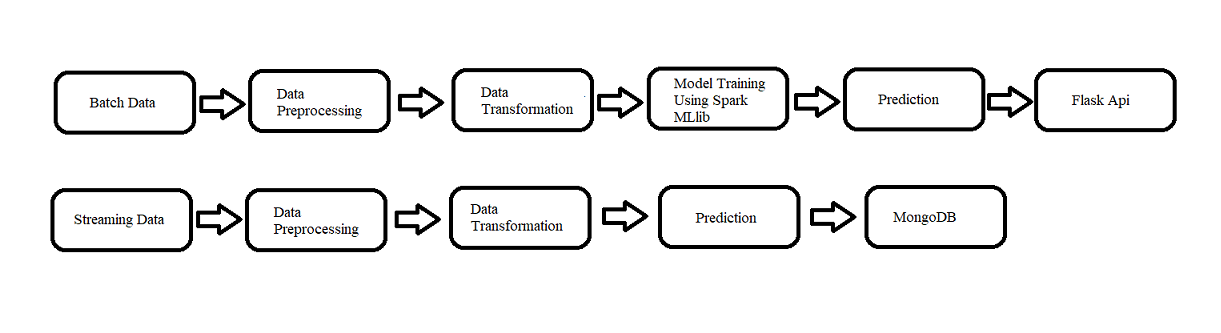 Batch Data
Data
Preprocessing
Data
Transformation
Model Training
Using Spark
MLlib
Prediction
Flask Api
Streaming Data
Data
Preprocessing
Data
Transformation
Prediction
MongoDB